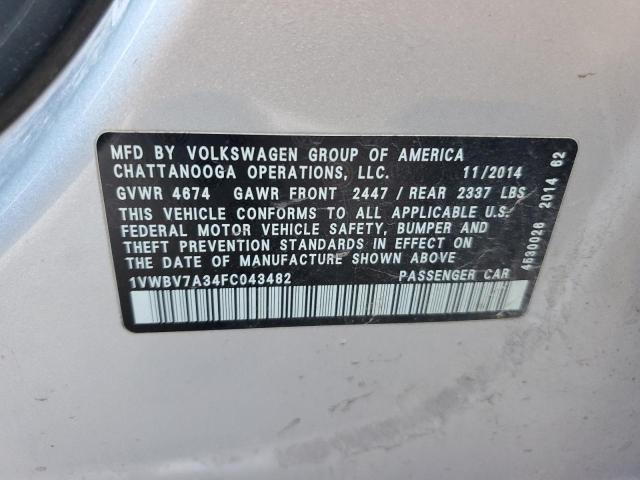 MFD BY VOLKSWAGEN GROUP OF AMERICA
CHATTANOOGA OPERATIONS, LLC. 11/2014
GVWR 4674 GAWR FRONT 2447 / REAR 2337 LBS
THIS VEHICLE CONFORMS TO ALL APPLICABLE U.S.
FEDERAL MOTOR VEHICLE SAFETY, BUMPER AND
THEFT PREVENTION STANDARDS IN EFFECT ON
THE DATE OF MANUFACTURE SHOWN ABOVE
1VWBV7A34FC043482 PASSENGER CAR
4530028 2014 62